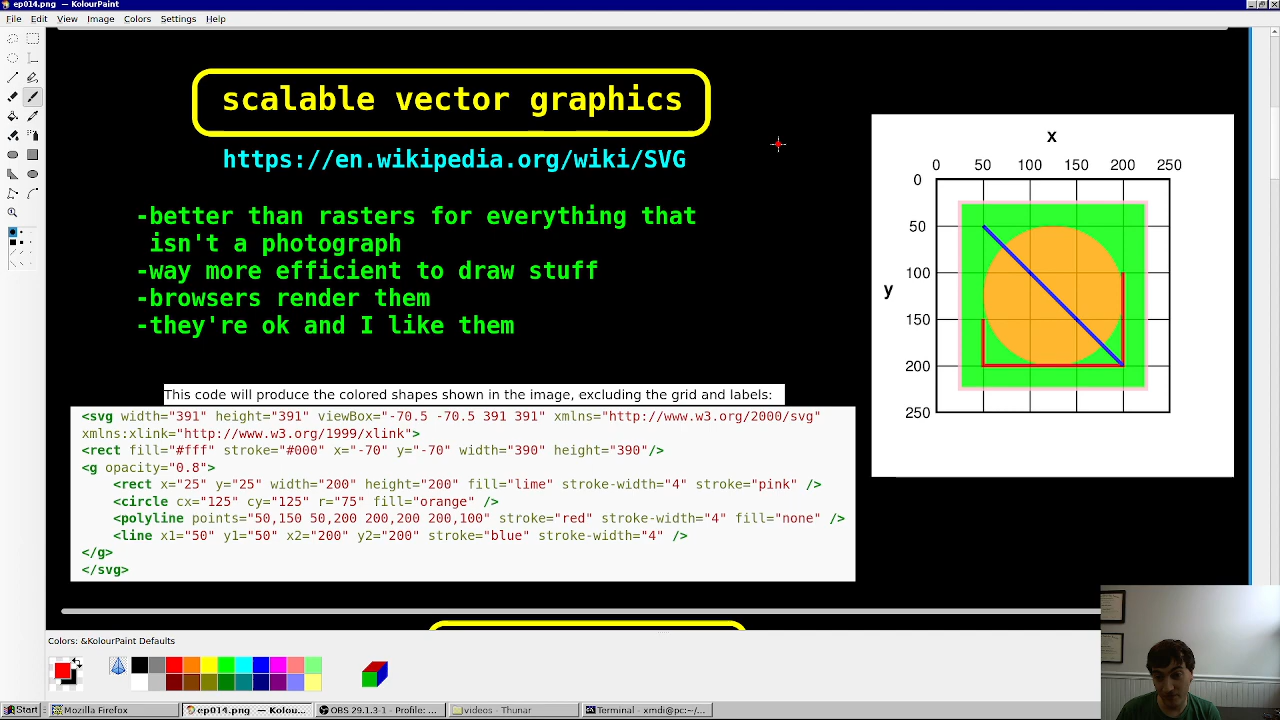 ep014.png — KolourPaint
File Edit View Image Colors Settings Help
scalable vector graphics
https://en.wikipedia.org/wiki/SVG
-better than rasters for everything that
isn't a photograph
-way more efficient to draw stuff
-browsers render them
-they're ok and I like them
x
0 50 100 150 200 250
0
50
100
y
150
200
250
This code will produce the colored shapes shown in the image, excluding the grid and labels:
<svg width="391" height="391" viewBox="-70.5 -70.5 391 391" xmlns="http://www.w3.org/2000/svg"
xmlns:xlink="http://www.w3.org/1999/xlink">
<rect fill="#fff" stroke="#000" x="-70" y="-70" width="390" height="390"/>
<g opacity="0.8">
<rect x="25" y="25" width="200" height="200" fill="lime" stroke-width="4" stroke="pink" />
<circle cx="125" cy="125" r="75" fill="orange" />
<polyline points="50,150 50,200 200,200 200,100" stroke="red" stroke-width="4" fill="none" />
<line x1="50" y1="50" x2="200" y2="200" stroke="blue" stroke-width="4" />
</g>
</svg>
Colors: &KolourPaint Defaults
Start Mozilla Firefox ep014.png — Kolou... OBS 29.1.3-1 - Profile: ... videos - Thunar Terminal - xmdi@pc:~/...